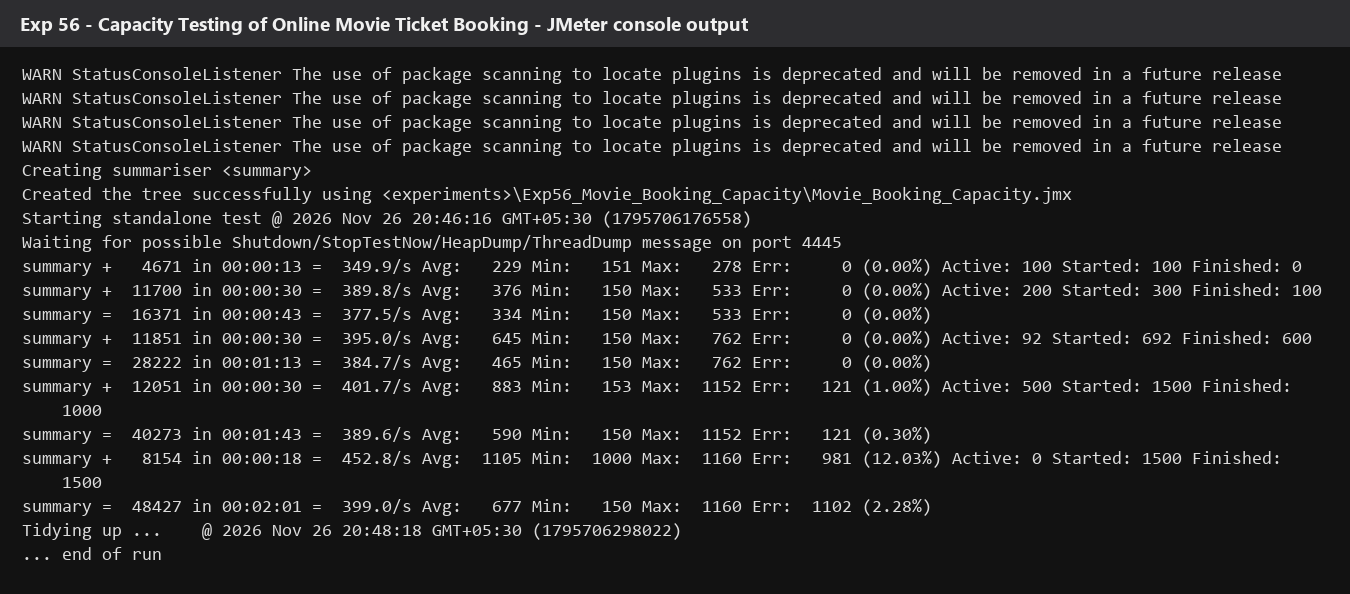 Exp 56 - Capacity Testing of Online Movie Ticket Booking - JMeter console output
WARN StatusConsoleListener The use of package scanning to locate plugins is deprecated and will be removed in a future release
WARN StatusConsoleListener The use of package scanning to locate plugins is deprecated and will be removed in a future release
WARN StatusConsoleListener The use of package scanning to locate plugins is deprecated and will be removed in a future release
WARN StatusConsoleListener The use of package scanning to locate plugins is deprecated and will be removed in a future release
Creating summariser <summary>
Created the tree successfully using <experiments>\Exp56_Movie_Booking_Capacity\Movie_Booking_Capacity.jmx
Starting standalone test @ 2026 Nov 26 20:46:16 GMT+05:30 (1795706176558)
Waiting for possible Shutdown/StopTestNow/HeapDump/ThreadDump message on port 4445
summary +   4671 in 00:00:13 =  349.9/s Avg:   229 Min:   151 Max:   278 Err:     0 (0.00%) Active: 100 Started: 100 Finished: 0
summary +  11700 in 00:00:30 =  389.8/s Avg:   376 Min:   150 Max:   533 Err:     0 (0.00%) Active: 200 Started: 300 Finished: 100
summary =  16371 in 00:00:43 =  377.5/s Avg:   334 Min:   150 Max:   533 Err:     0 (0.00%)
summary +  11851 in 00:00:30 =  395.0/s Avg:   645 Min:   150 Max:   762 Err:     0 (0.00%) Active: 92 Started: 692 Finished: 600
summary =  28222 in 00:01:13 =  384.7/s Avg:   465 Min:   150 Max:   762 Err:     0 (0.00%)
summary +  12051 in 00:00:30 =  401.7/s Avg:   883 Min:   153 Max:  1152 Err:   121 (1.00%) Active: 500 Started: 1500 Finished:
    1000
summary =  40273 in 00:01:43 =  389.6/s Avg:   590 Min:   150 Max:  1152 Err:   121 (0.30%)
summary +   8154 in 00:00:18 =  452.8/s Avg:  1105 Min:  1000 Max:  1160 Err:   981 (12.03%) Active: 0 Started: 1500 Finished:
    1500
summary =  48427 in 00:02:01 =  399.0/s Avg:   677 Min:   150 Max:  1160 Err:  1102 (2.28%)
Tidying up ...    @ 2026 Nov 26 20:48:18 GMT+05:30 (1795706298022)
... end of run